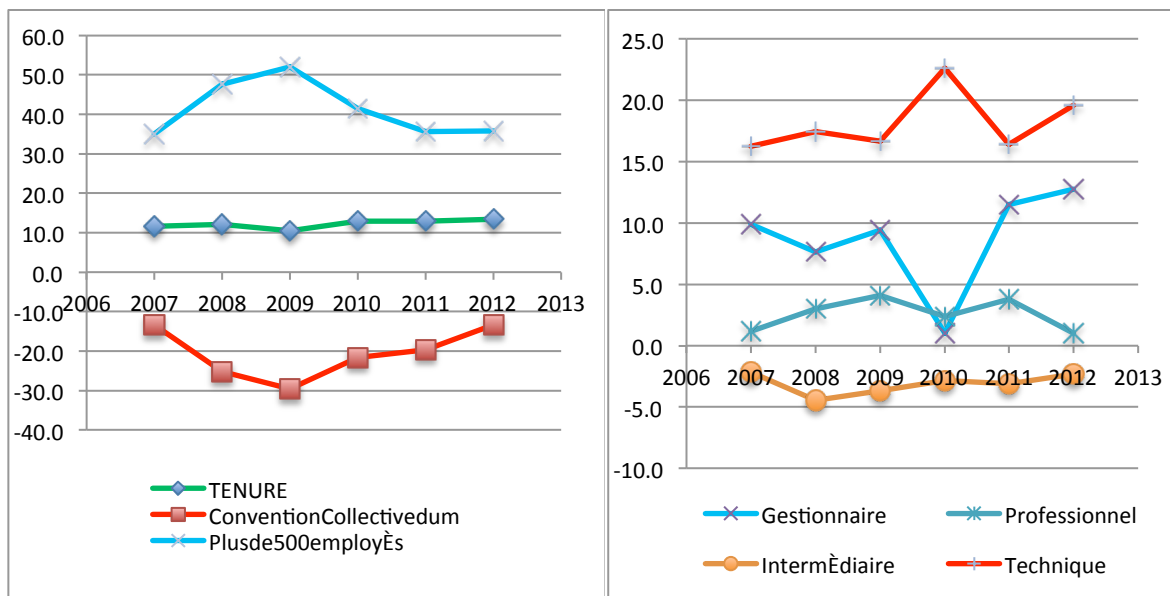 60.0
50.0
40.0
30.0
20.0
10.0
0.0
2006 2007 2008 2009 2010 2011 2012 2013
-10.0
-20.0
-30.0
-40.0
TENURE
ConventionCollectivedum
Plusde500employÈs
25.0
20.0
15.0
10.0
5.0
0.0
2006 2007 2008 2009 2010 2011 2012 2013
-5.0
-10.0
Gestionnaire Professionnel
IntermÈdiaire Technique